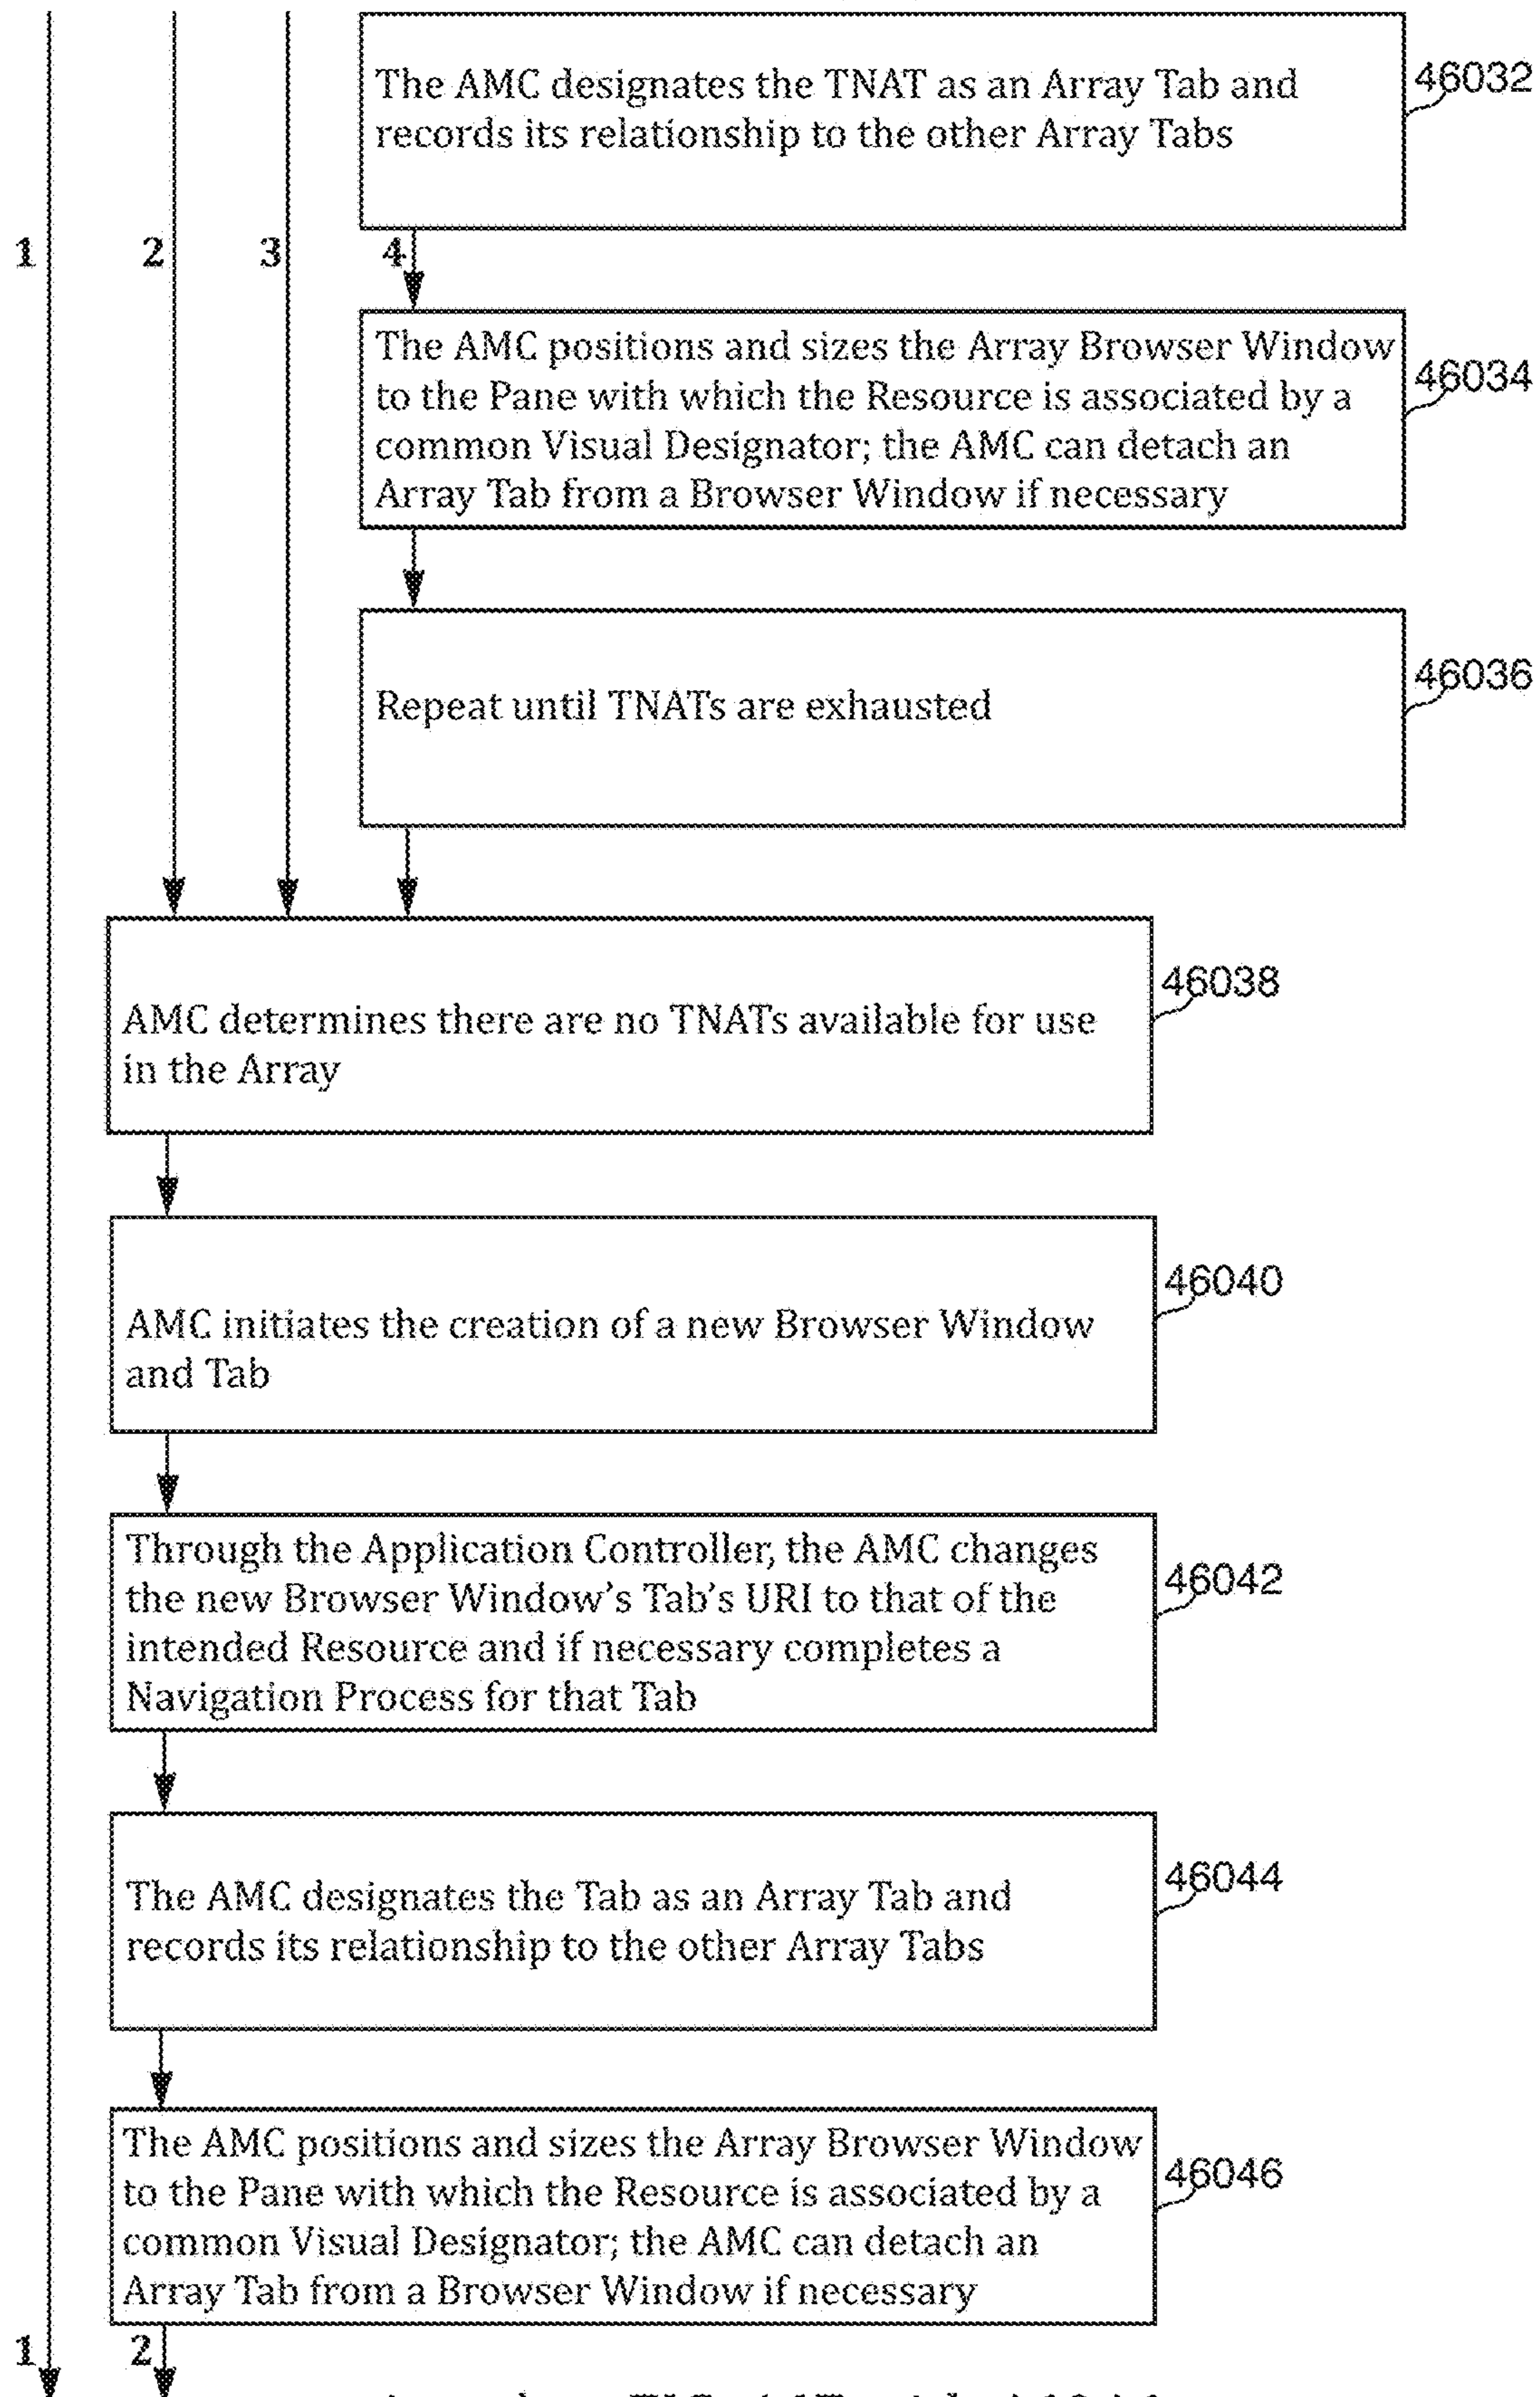 The AMC designates the TNAT as an Array Tab and
records its relationship to the other Array Tabs
46032
1
2
3
4
The AMC positions and sizes the Array Browser Window
to the Pane with which the Resource is associated by a
common Visual Designator; the AMC can detach an
Array Tab from a Browser Window if necessary
46034
Repeat until TNATs are exhausted
46036
AMC determines there are no TNATs available for use
in the Array
46038
AMC initiates the creation of a new Browser Window
and Tab
46040
Through the Application Controller, the AMC changes
the new Browser Window's Tab's URI to that of the
intended Resource and if necessary completes a
Navigation Process for that Tab
46042
The AMC designates the Tab as an Array Tab and
records its relationship to the other Array Tabs
46044
The AMC positions and sizes the Array Browser Window
to the Pane with which the Resource is associated by a
common Visual Designator; the AMC can detach an
Array Tab from a Browser Window if necessary
46046
1
2